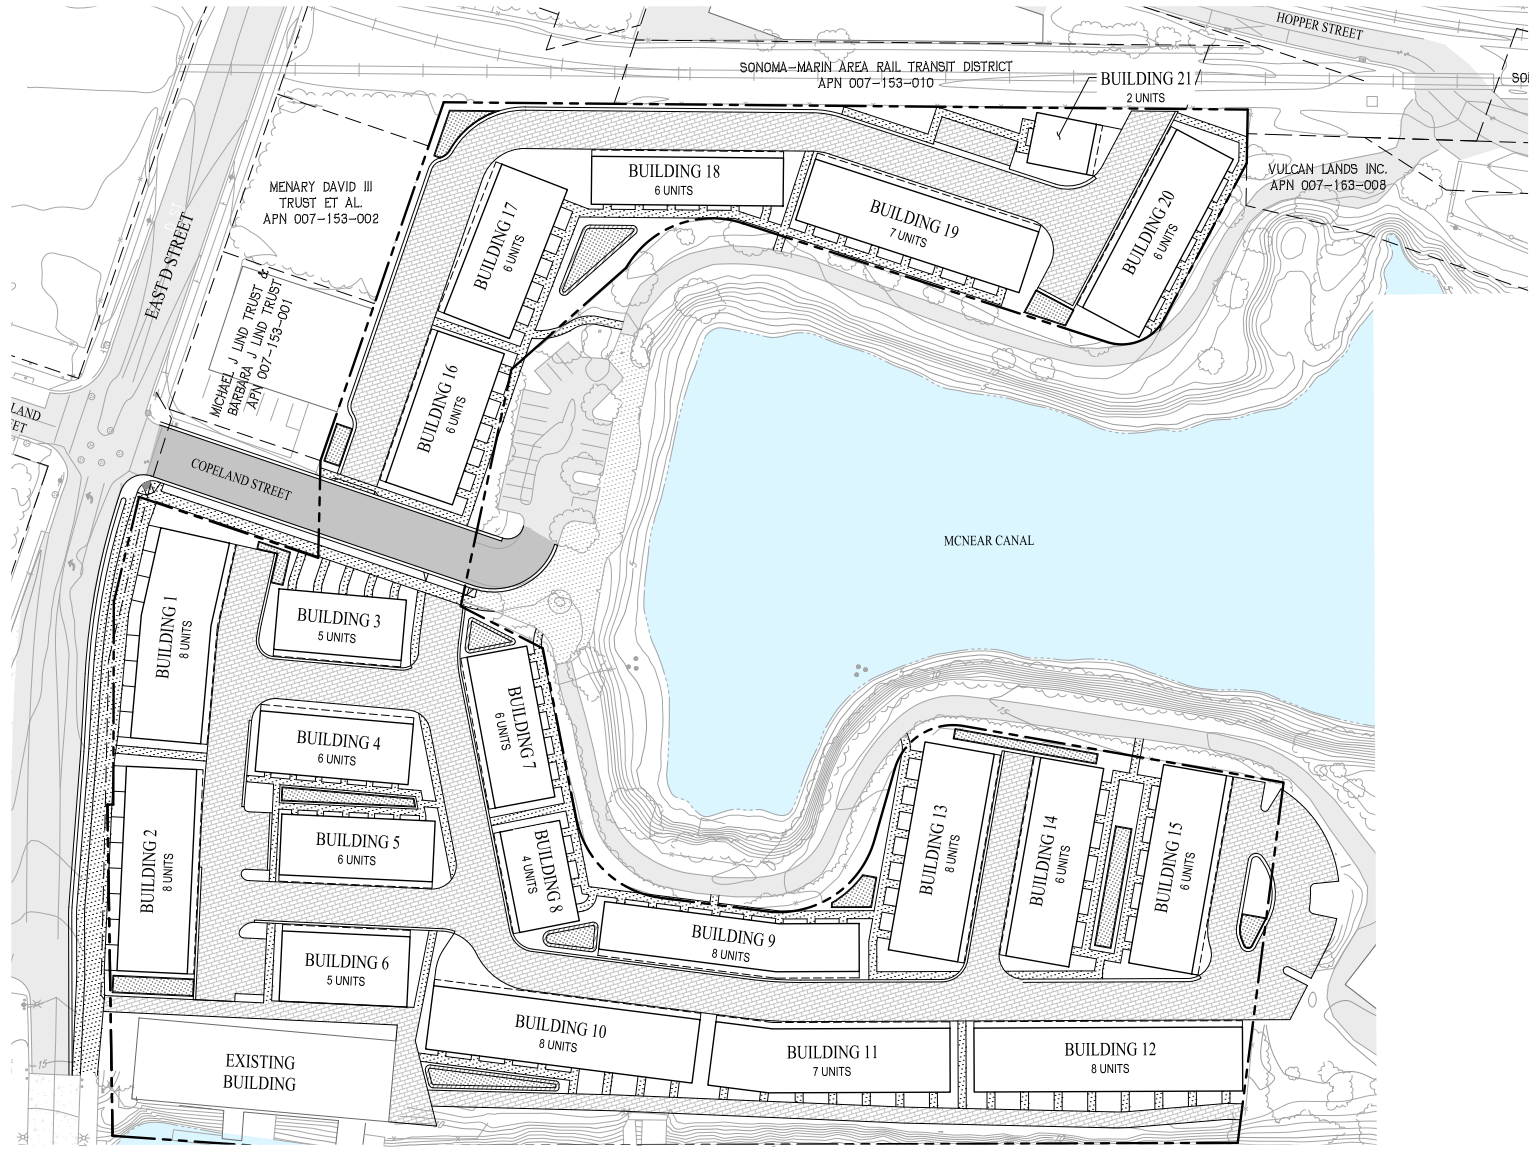 HOPPER STREET
SONOMA-MARIN AREA RAIL TRANSIT DISTRICT
APN 007-153-010
BUILDING 21
2 UNITS
VULCAN LANDS INC.
APN 007-163-008
MENARY DAVID III
TRUST ET AL.
APN 007-153-002
EAST D STREET
MICHAEL J LIND TRUST &
BARBARA J LIND TRUST
APN 007-153-001
BUILDING 17
6 UNITS
BUILDING 18
6 UNITS
BUILDING 19
7 UNITS
BUILDING 20
6 UNITS
BUILDING 16
6 UNITS
COPELAND STREET
MCNEAR CANAL
BUILDING 1
8 UNITS
BUILDING 3
5 UNITS
BUILDING 4
6 UNITS
BUILDING 7
6 UNITS
BUILDING 2
8 UNITS
BUILDING 5
6 UNITS
BUILDING 8
4 UNITS
BUILDING 6
5 UNITS
BUILDING 9
8 UNITS
BUILDING 13
8 UNITS
BUILDING 14
6 UNITS
BUILDING 15
6 UNITS
BUILDING 10
8 UNITS
BUILDING 11
7 UNITS
BUILDING 12
8 UNITS
EXISTING
BUILDING